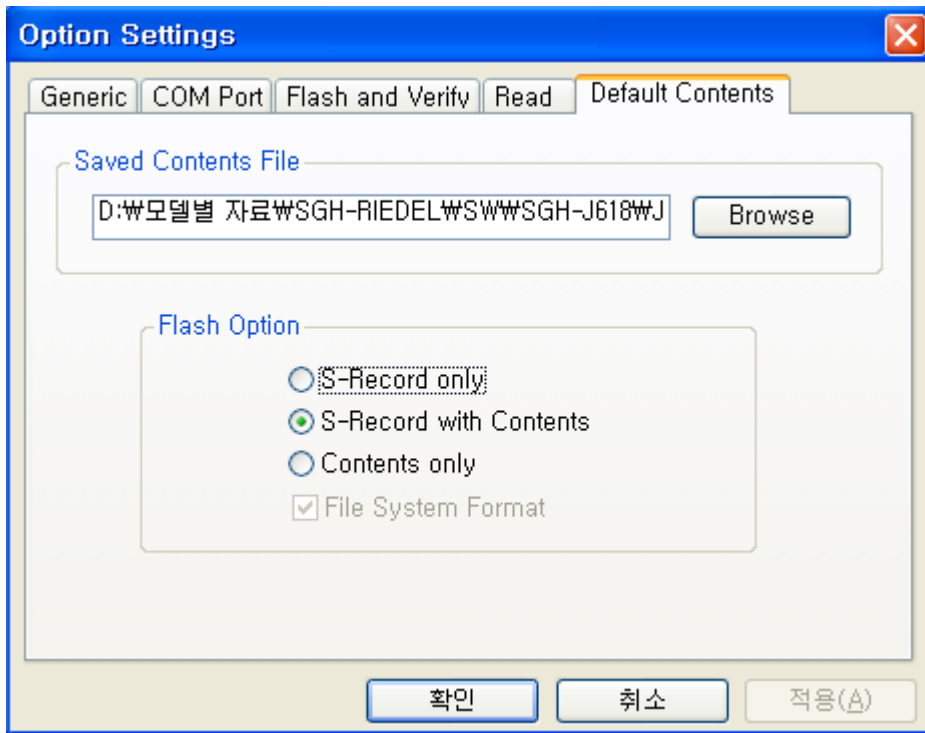 Option Settings
Generic COM Port Flash and Verify Read Default Contents
Saved Contents File
D:₩모델별 자료₩SGH-RIEDEL₩SW₩SGH-J618₩J
Browse
Flash Option
S-Record only
S-Record with Contents
Contents only
File System Format
확인 취소 적용(A)